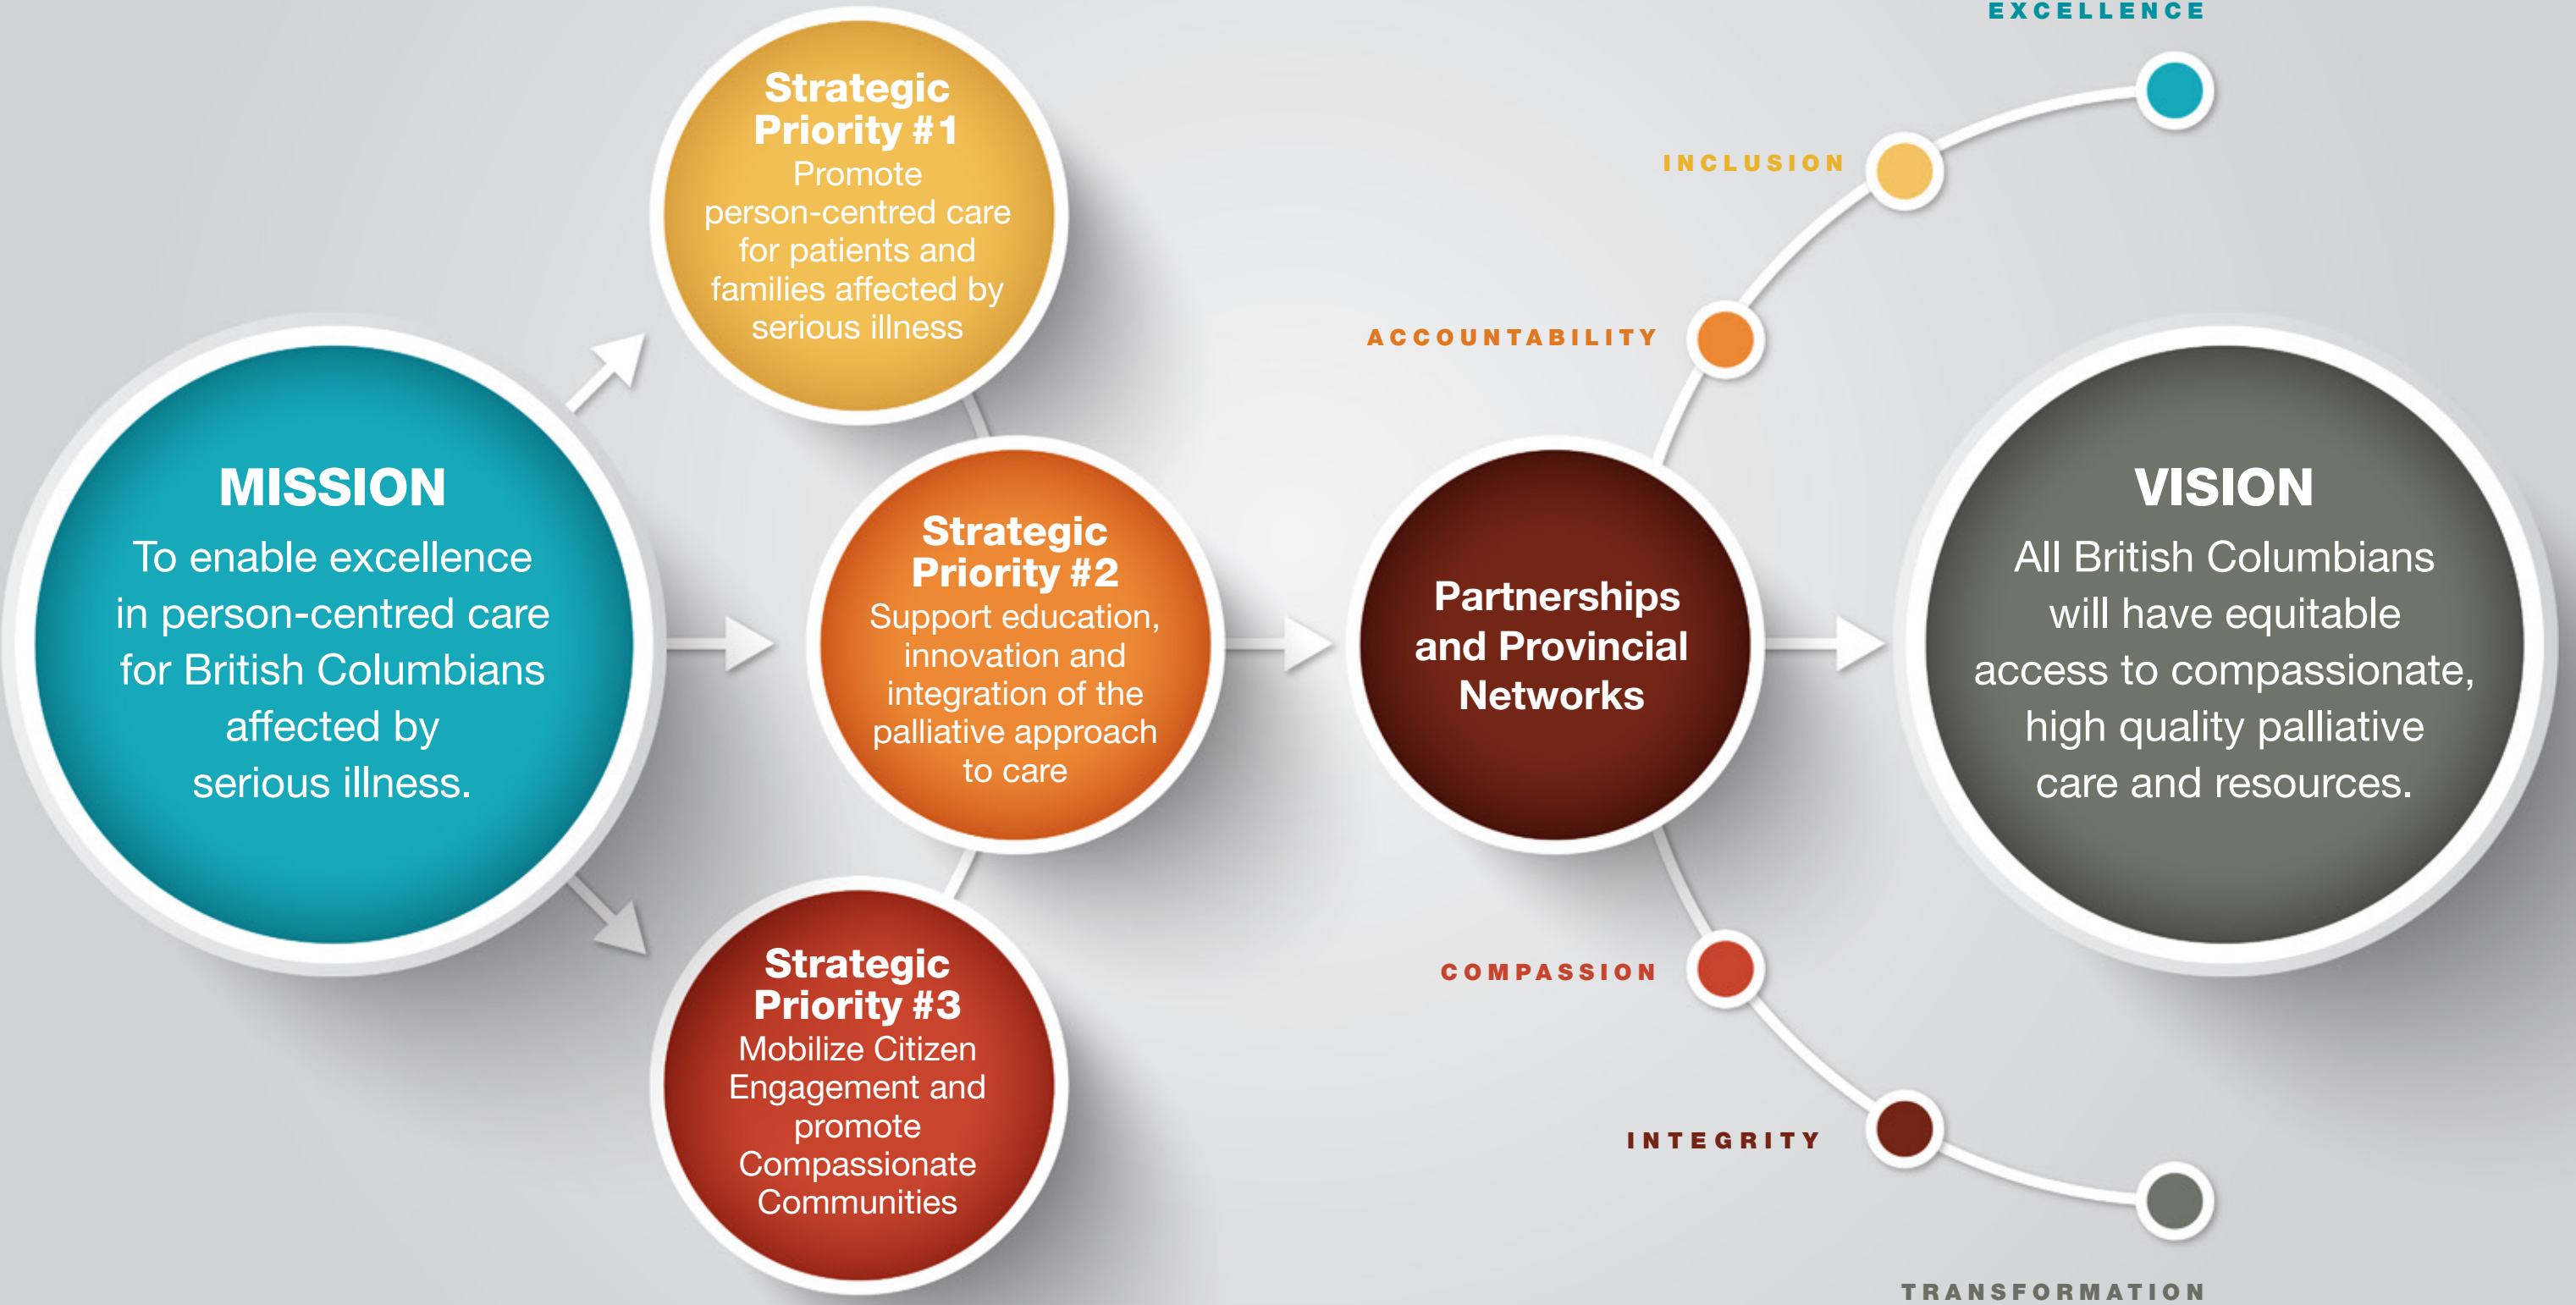 MISSION
To enable excellence
in person-centred care
for British Columbians
affected by
serious illness.
Strategic
Priority #1
Promote
person-centred care
for patients and
families affected by
serious illness
Strategic
Priority #2
Support education,
innovation and
integration of the
palliative approach
to care
Strategic
Priority #3
Mobilize Citizen
Engagement and
promote
Compassionate
Communities
Partnerships
and Provincial
Networks
EXCELLENCE
INCLUSION
ACCOUNTABILITY
COMPASSION
INTEGRITY
TRANSFORMATION
VISION
All British Columbians
will have equitable
access to compassionate,
high quality palliative
care and resources.